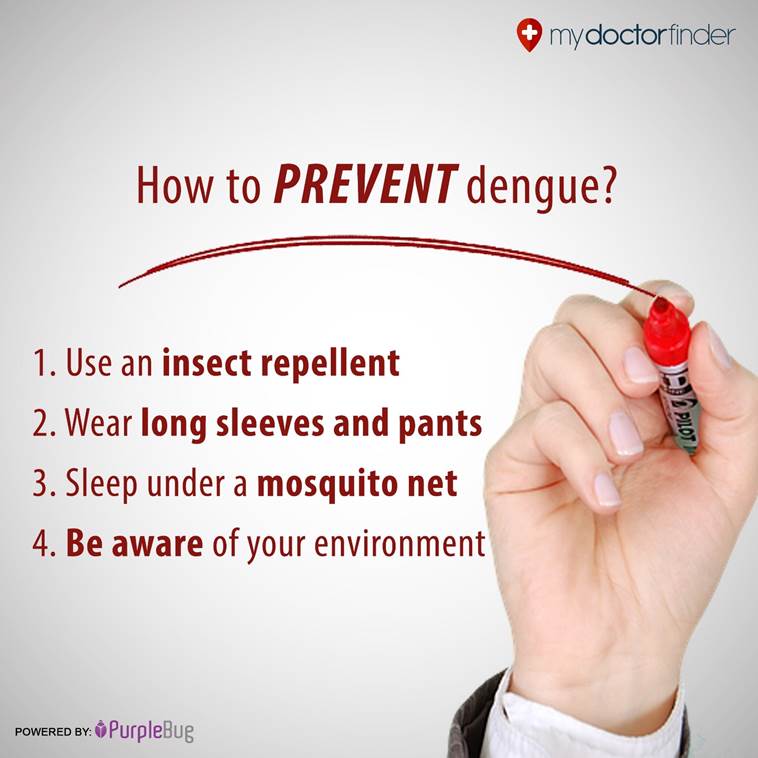 mydoctorfinder
How to PREVENT dengue?
1. Use an insect repellent
2. Wear long sleeves and pants
3. Sleep under a mosquito net
4. Be aware of your environment
PILOT
POWERED BY: PurpleBug